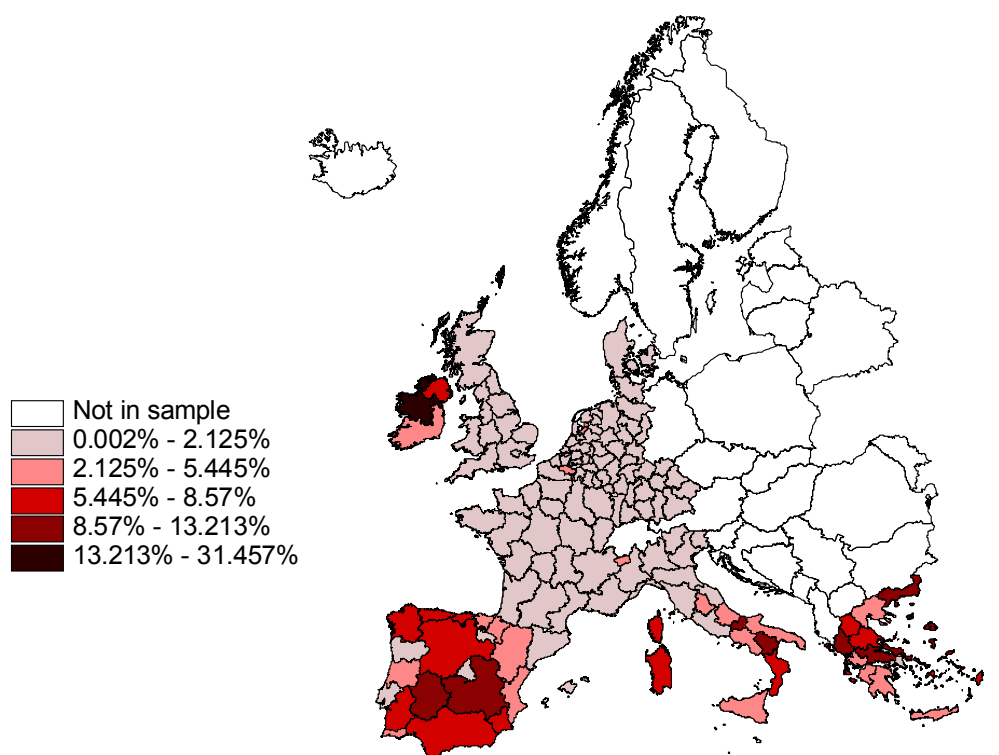 Not in sample
0.002% - 2.125%
2.125% - 5.445%
5.445% - 8.57%
8.57% - 13.213%
13.213% - 31.457%